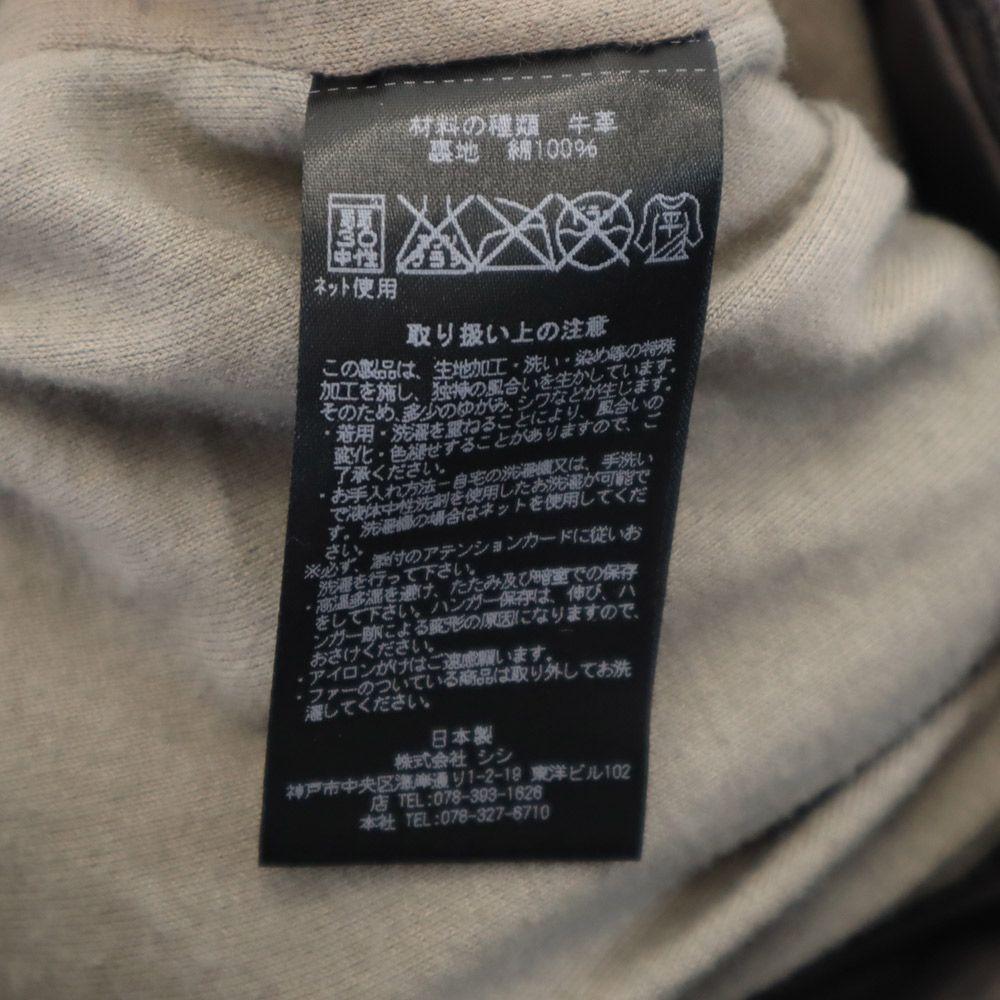 材料の種類 牛革
裏地 綿100%
弱
30
中性
エンソ
サラシ
ドライ
平
ネット使用
取り扱い上の注意
この製品は、生地加工・洗い・染め等の特殊
加工を施し、独特の風合いを生かしています。
そのため、多少のゆがみ、シワなどが生じます。
・着用・洗濯を重ねることにより、風合いの
変化・色褪せすることがありますので、ご
了承ください。
・お手入れ方法－自宅の洗濯機又は、手洗い
で液体中性洗剤を使用したお洗濯が可能で
す。洗濯機の場合はネットを使用してくだ
さい。
※必ず、添付のアテンションカードに従いお
洗濯を行って下さい。
・高温多湿を避け、たたみ及び暗室での保存
をして下さい。ハンガー保存は、伸び、ハ
ンガー跡による変形の原因になりますので、
おさけください。
・アイロンがけはご遠慮願います。
・ファーのついている商品は取り外してお洗
濯してください。
日本製
株式会社 シシ
神戸市中央区海岸通り1-2-19 東洋ビル102
店 TEL:078-393-1626
本社 TEL:078-327-6710